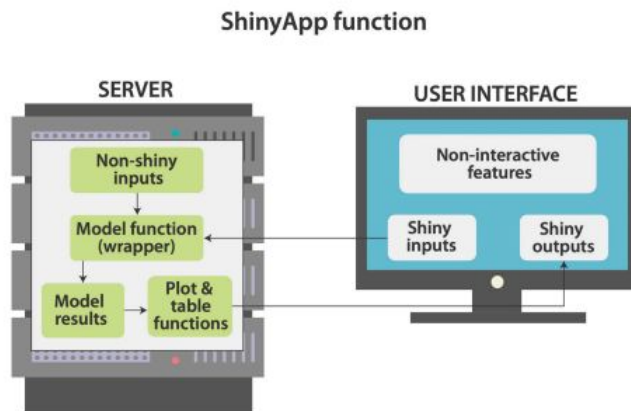 ShinyApp function
SERVER
USER INTERFACE
Non-shiny
inputs
Model function
(wrapper)
Model
results
Plot &
table
functions
Non-interactive
features
Shiny
inputs
Shiny
outputs